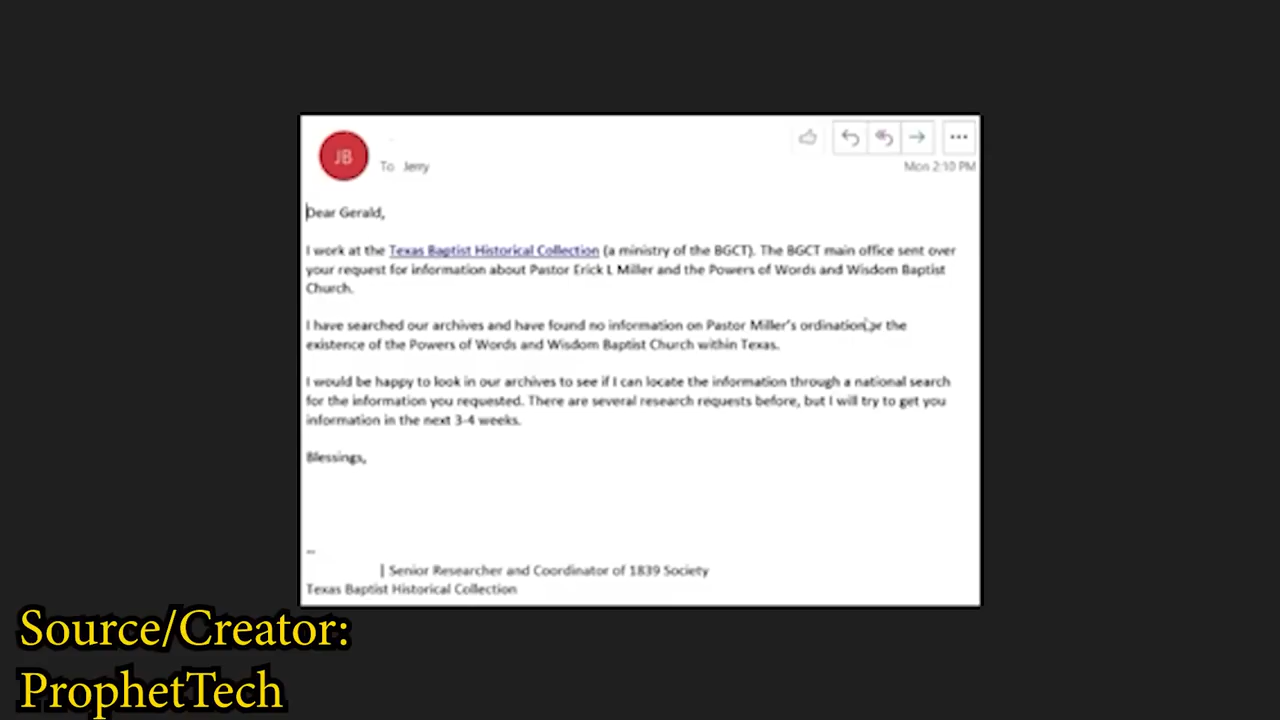 JB
To Jerry
Mon 2:10 PM
Dear Gerald,
I work at the Texas Baptist Historical Collection (a ministry of the BGCT). The BGCT main office sent over
your request for information about Pastor Erick L Miller and the Powers of Words and Wisdom Baptist
Church.
I have searched our archives and have found no information on Pastor Miller's ordination or the
existence of the Powers of Words and Wisdom Baptist Church within Texas.
I would be happy to look in our archives to see if I can locate the information through a national search
for the information you requested. There are several research requests before, but I will try to get you
information in the next 3-4 weeks.
Blessings,
--
| Senior Researcher and Coordinator of 1839 Society
Texas Baptist Historical Collection
Source/Creator:
ProphetTech